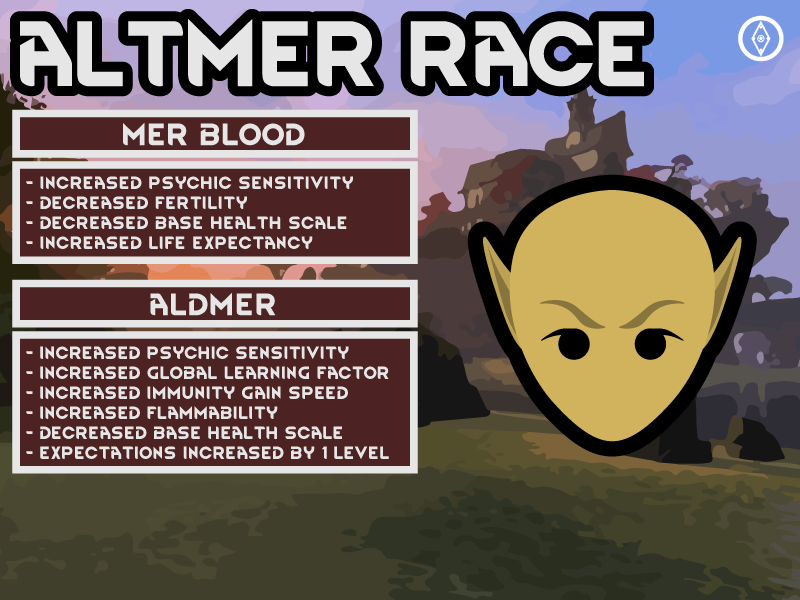 ALTMER RACE
MER BLOOD
- INCREASED PSYCHIC SENSITIVITY
- DECREASED FERTILITY
- DECREASED BASE HEALTH SCALE
- INCREASED LIFE EXPECTANCY
ALDMER
- INCREASED PSYCHIC SENSITIVITY
- INCREASED GLOBAL LEARNING FACTOR
- INCREASED IMMUNITY GAIN SPEED
- INCREASED FLAMMABILITY
- DECREASED BASE HEALTH SCALE
- EXPECTATIONS INCREASED BY 1 LEVEL